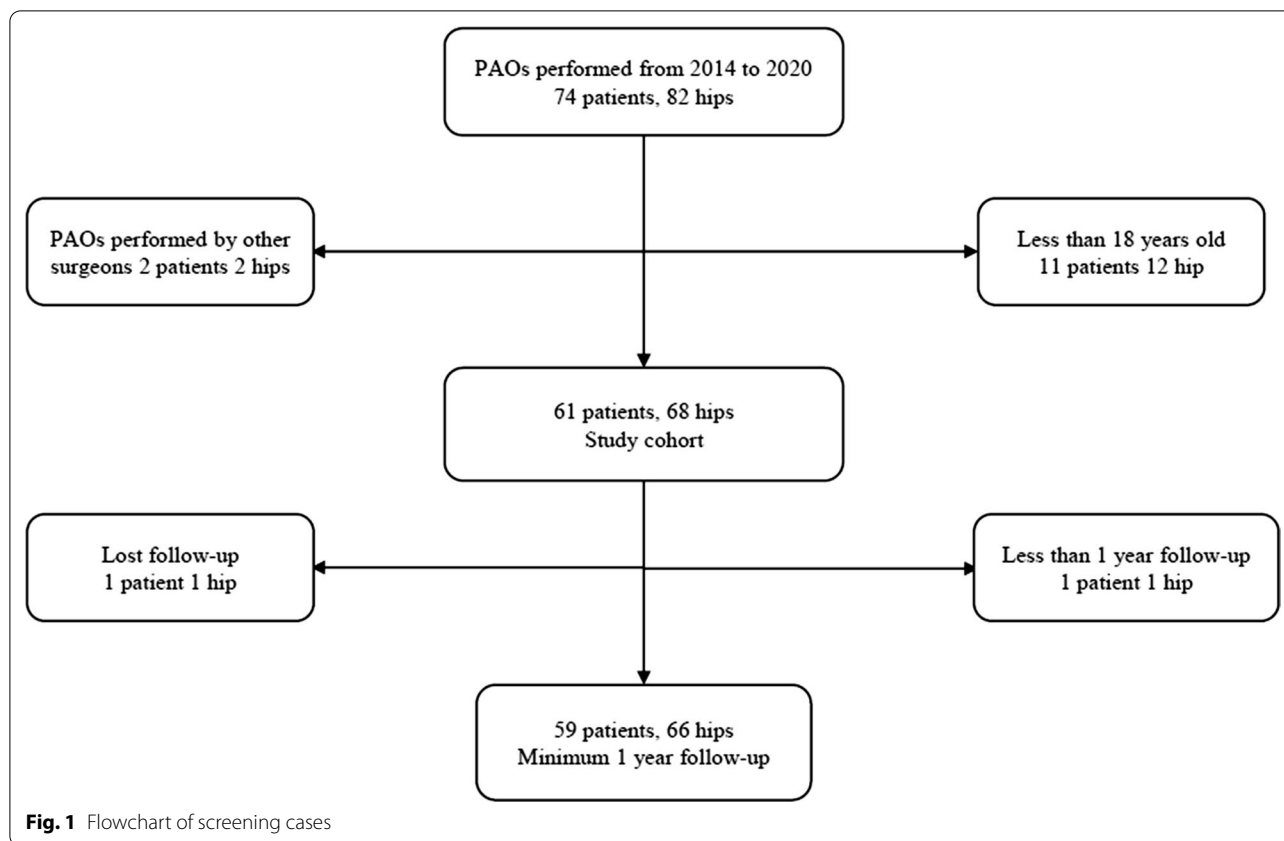 PAOs performed from 2014 to 2020
74 patients, 82 hips
PAOs performed by other
surgeons 2 patients 2 hips
Less than 18 years old
11 patients 12 hip
61 patients, 68 hips
Study cohort
Lost follow-up
1 patient 1 hip
Less than 1 year follow-up
1 patient 1 hip
59 patients, 66 hips
Minimum 1 year follow-up
Fig. 1 Flowchart of screening cases